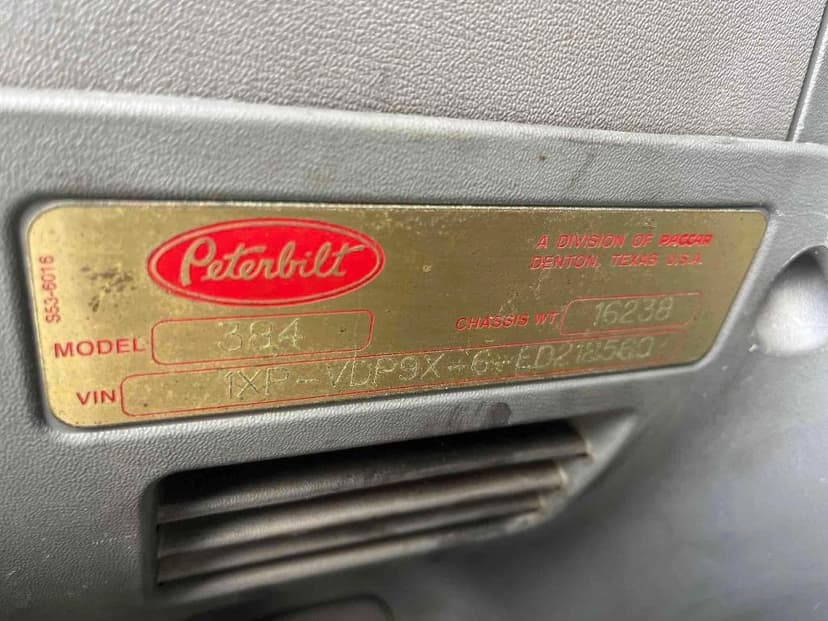 S53-6016
Peterbilt
A DIVISION OF PACCAR
DENTON, TEXAS U.S.A.
MODEL 384
CHASSIS WT 16238
VIN 1XP-VDP9X-6-ED218560